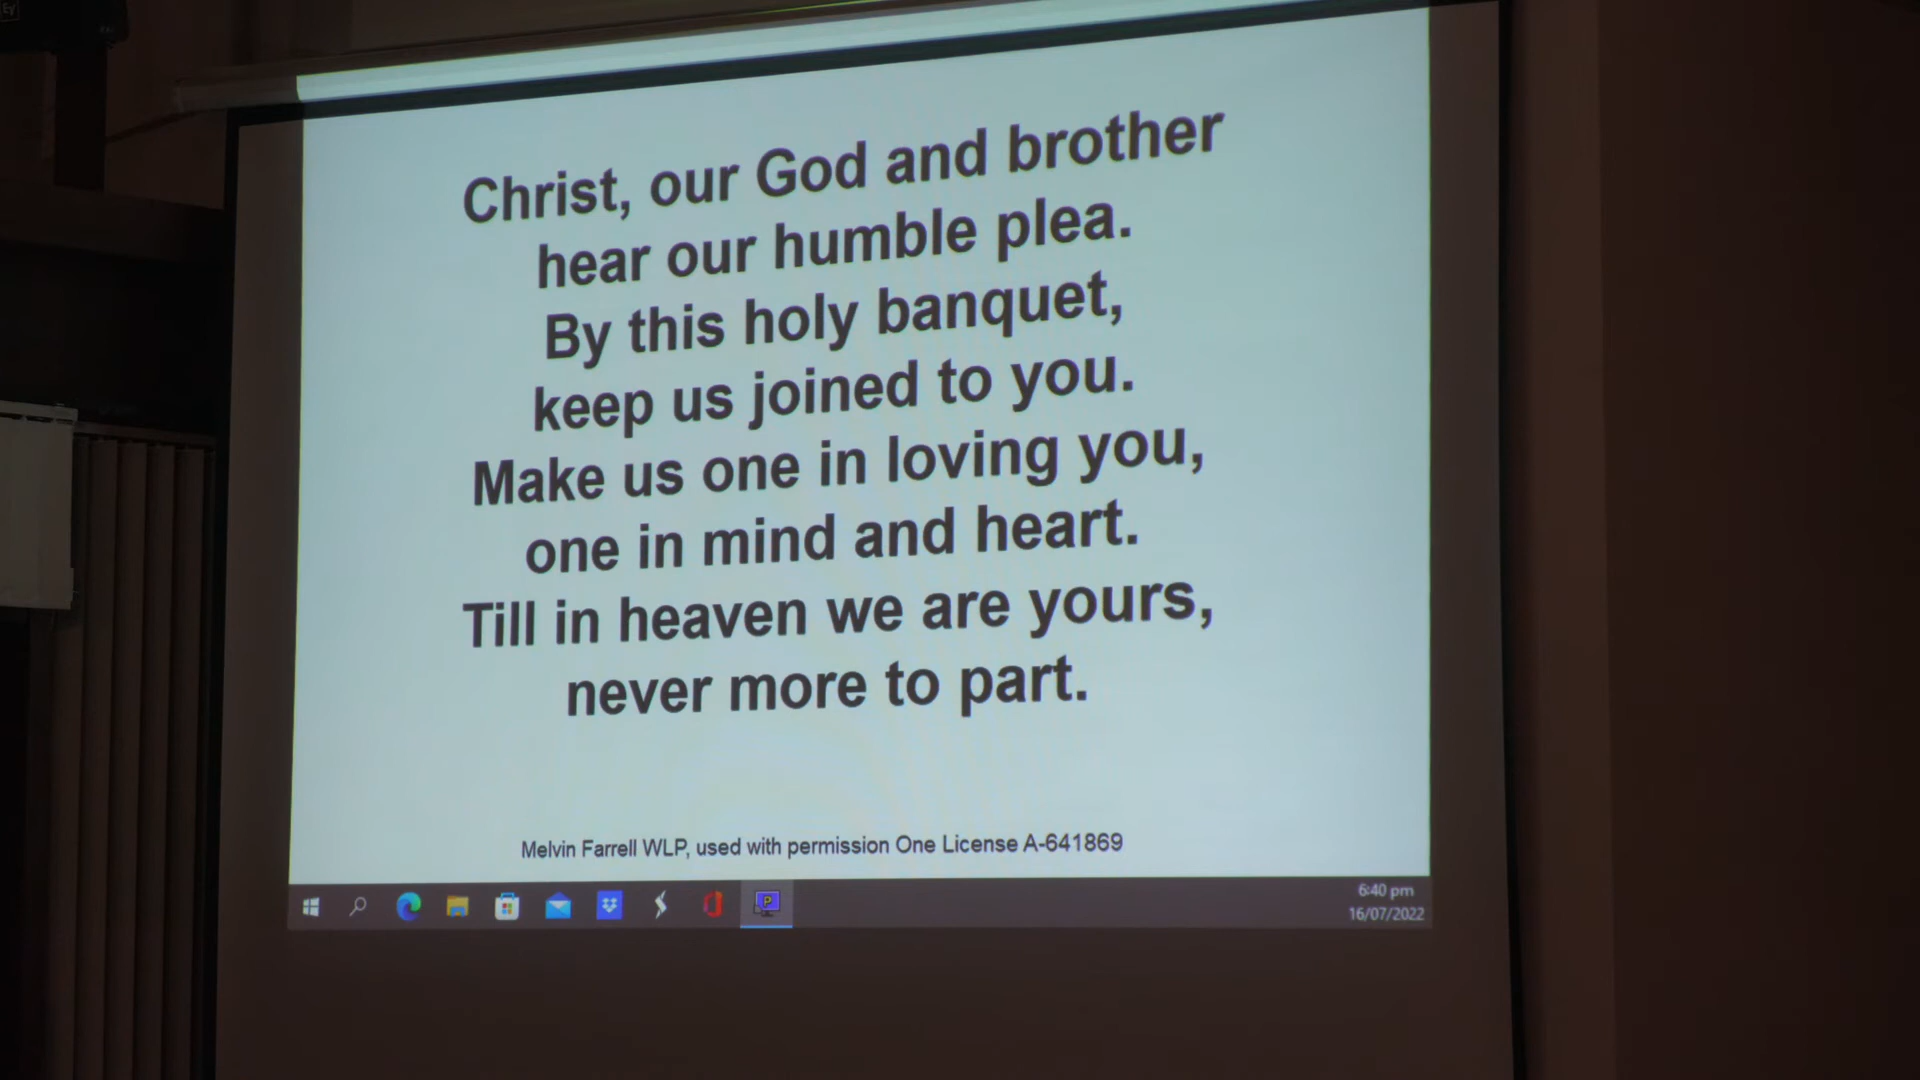 Christ, our God and brother
hear our humble plea.
By this holy banquet,
keep us joined to you.
Make us one in loving you,
one in mind and heart.
Till in heaven we are yours,
never more to part.
Melvin Farrell WLP, used with permission One License A-641869
P
6:40 pm
16/07/2022